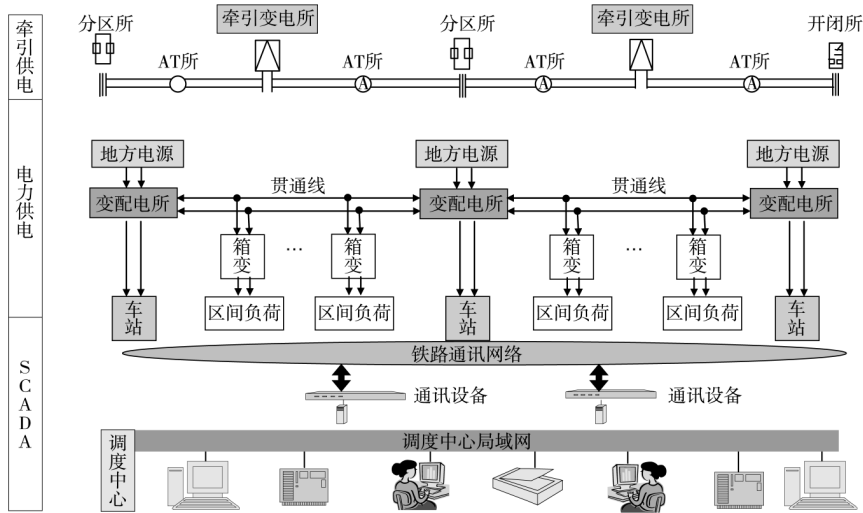 牵引供电
分区所
牵引变电所
AT所
AT所
分区所
AT所
牵引变电所
AT所
开闭所
A
A
A
电力供电
地方电源
地方电源
地方电源
变配电所
贯通线
变配电所
贯通线
变配电所
箱变
…
箱变
箱变
…
箱变
车站
区间负荷
区间负荷
车站
区间负荷
区间负荷
车站
SCADA
铁路通讯网络
通讯设备
通讯设备
调度中心
调度中心局域网